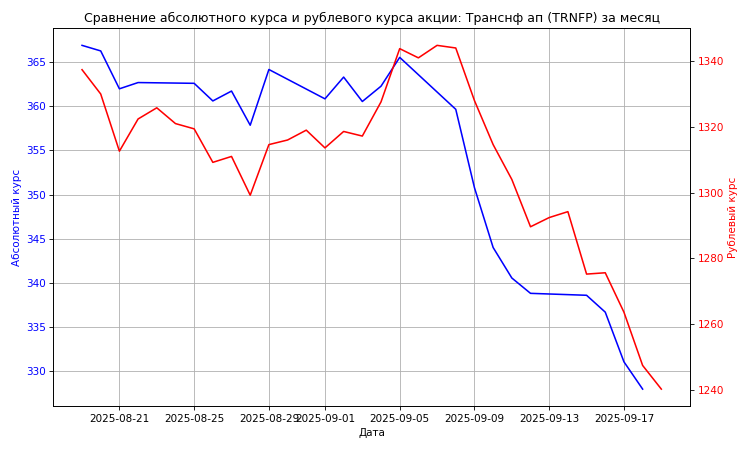 Сравнение абсолютного курса и рублевого курса акции: Транснф ап (TRNFP) за месяц
365
360
355
350
345
340
335
330
Абсолютный курс
1340
1320
1300
1280
1260
1240
Рублевый курс
2025-08-21 2025-08-25 2025-08-29 2025-09-01 2025-09-05 2025-09-09 2025-09-13 2025-09-17
Дата